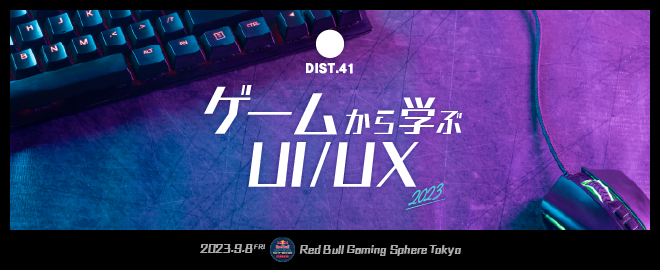 DIST.41
ゲームから学ぶ
UI/UX
2023
2023-9-8 FRI Red Bull Gaming Sphere Tokyo